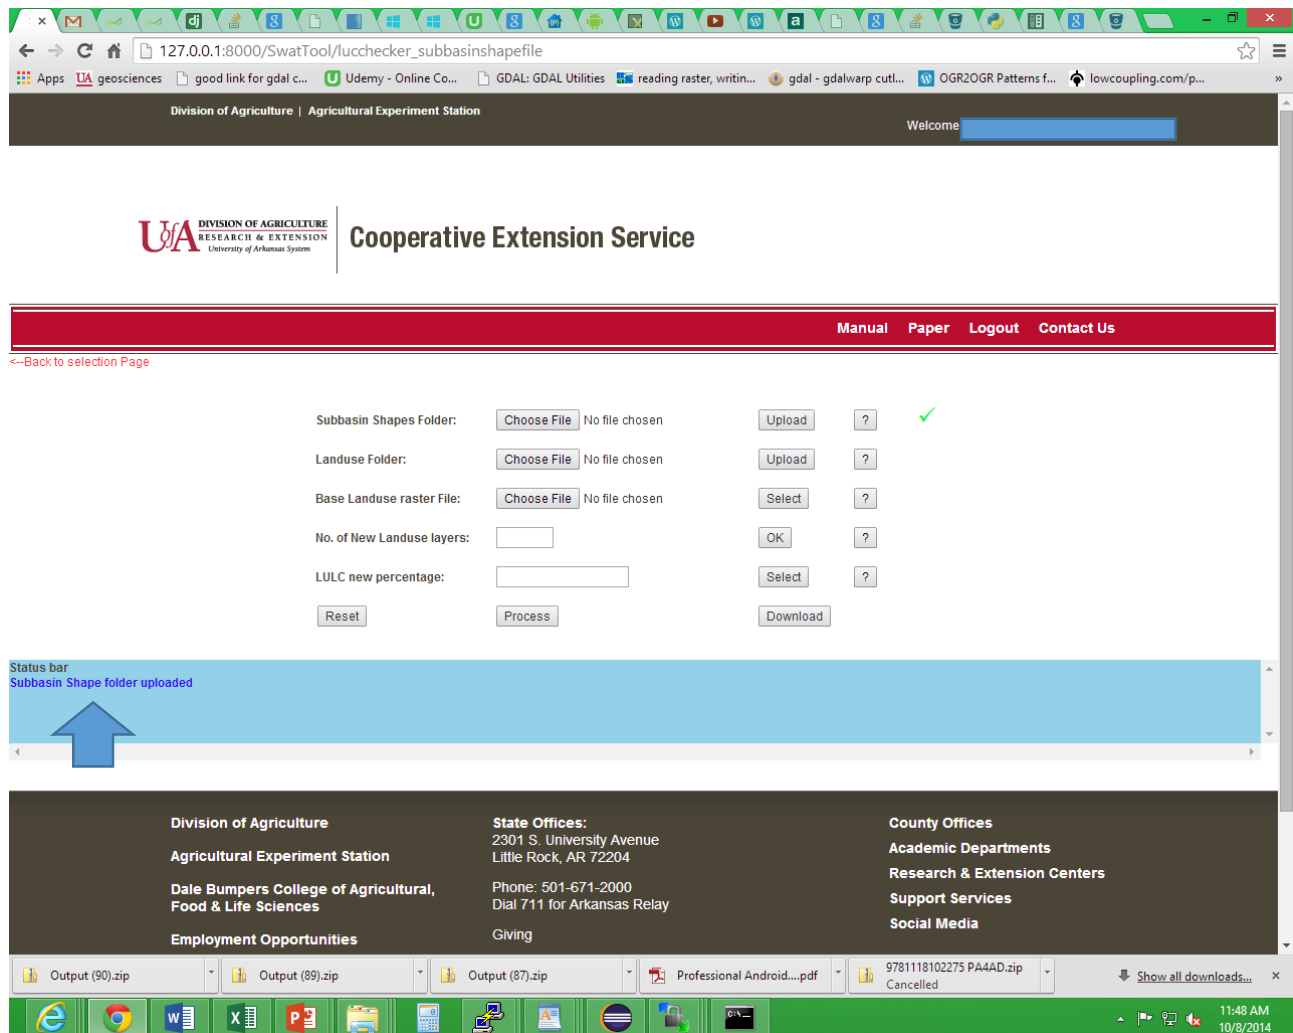 127.0.0.1:8000/SwatTool/lucchecker_subbasinshapefile
Apps UA geosciences good link for gdal c... Udemy - Online Co... GDAL: GDAL Utilities reading raster, writin... gdal - gdalwarp cutl... OGR2OGR Patterns f... lowcoupling.com/p... »
Division of Agriculture | Agricultural Experiment Station
Welcome
UofA DIVISION OF AGRICULTURE
RESEARCH & EXTENSION
University of Arkansas System
Cooperative Extension Service
Manual Paper Logout Contact Us
<--Back to selection Page
Subbasin Shapes Folder: Choose File No file chosen Upload ?
Landuse Folder: Choose File No file chosen Upload ?
Base Landuse raster File: Choose File No file chosen Select ?
No. of New Landuse layers: OK ?
LULC new percentage: Select ?
Reset Process Download
Status bar
Subbasin Shape folder uploaded
Division of Agriculture
Agricultural Experiment Station
Dale Bumpers College of Agricultural,
Food & Life Sciences
Employment Opportunities
State Offices:
2301 S. University Avenue
Little Rock, AR 72204
Phone: 501-671-2000
Dial 711 for Arkansas Relay
Giving
County Offices
Academic Departments
Research & Extension Centers
Support Services
Social Media
Output (90).zip Output (89).zip Output (87).zip Professional Android....pdf 9781118102275 PA4AD.zip
Cancelled
Show all downloads...
11:48 AM
10/8/2014